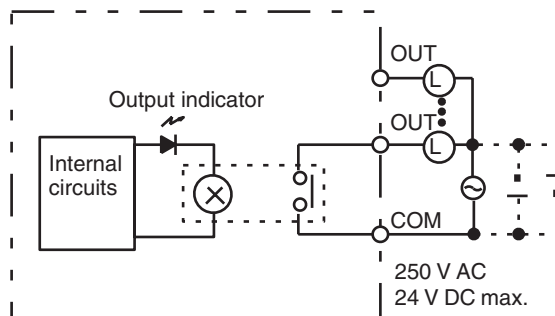 OUT
L
Output indicator
OUT
L
Internal
circuits
COM
250 V AC
24 V DC max.